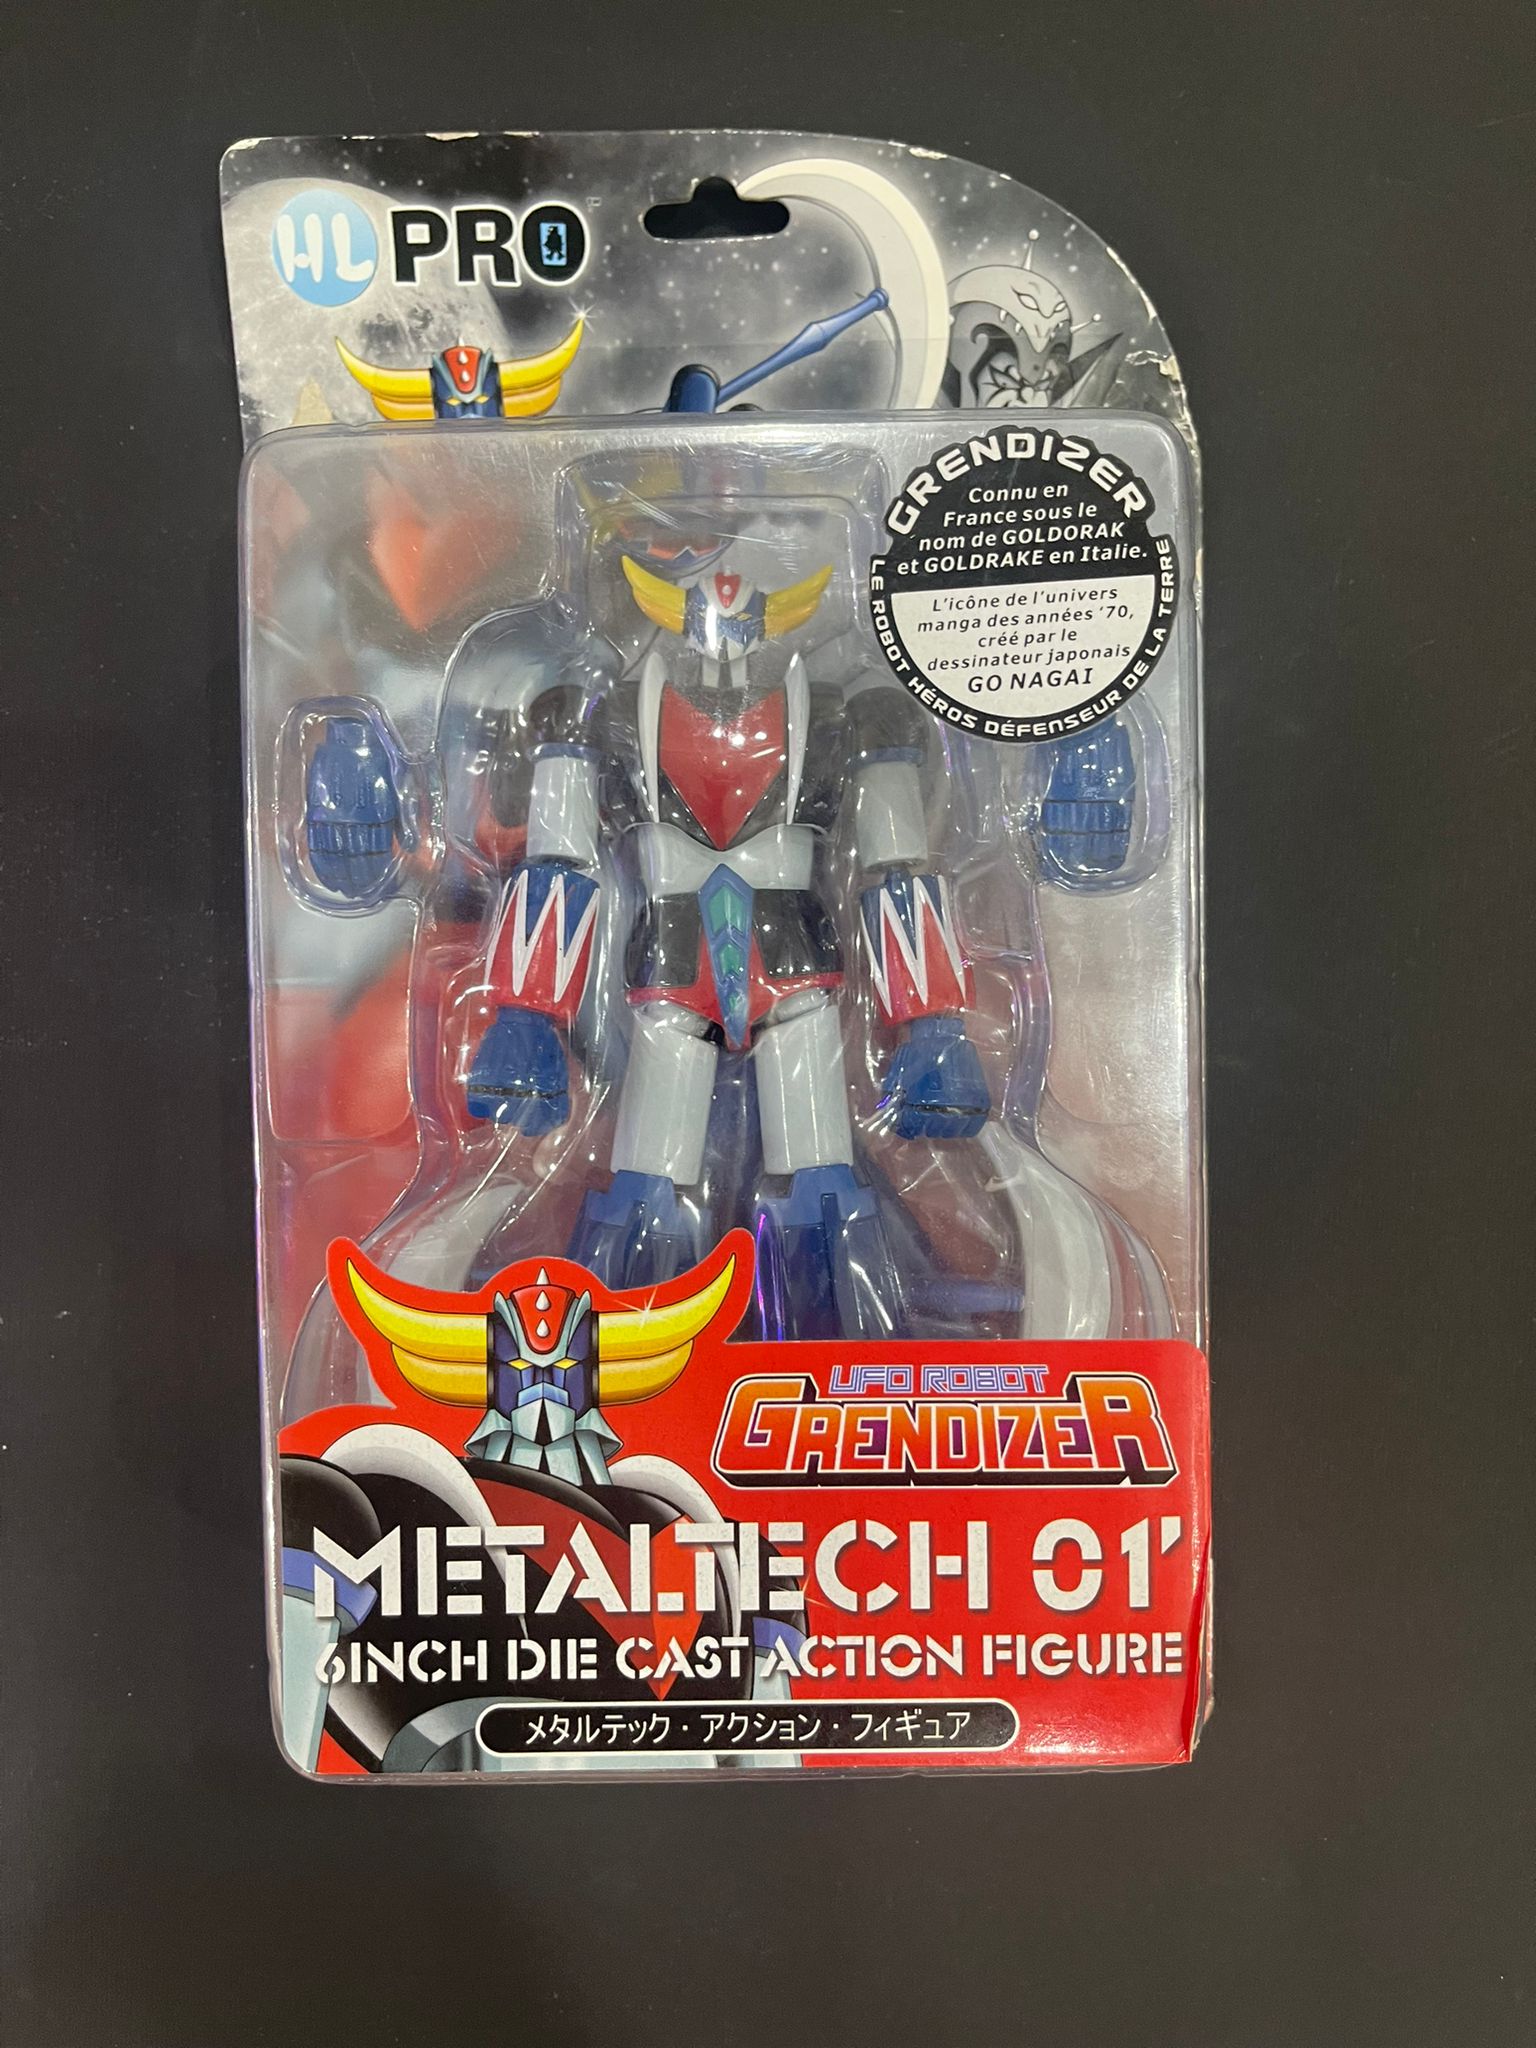 HL PRO™
GRENDIZER
Connu en
France sous le
nom de GOLDORAK
et GOLDRAKE en Italie.
L'icône de l'univers
manga des années '70,
créé par le
dessinateur japonais
GO NAGAI
LE ROBOT HÉROS DÉFENSEUR DE LA TERRE
UFO ROBOT
GRENDIZER
METALTECH 01'
6INCH DIE CAST ACTION FIGURE
メタルテック・アクション・フィギュア